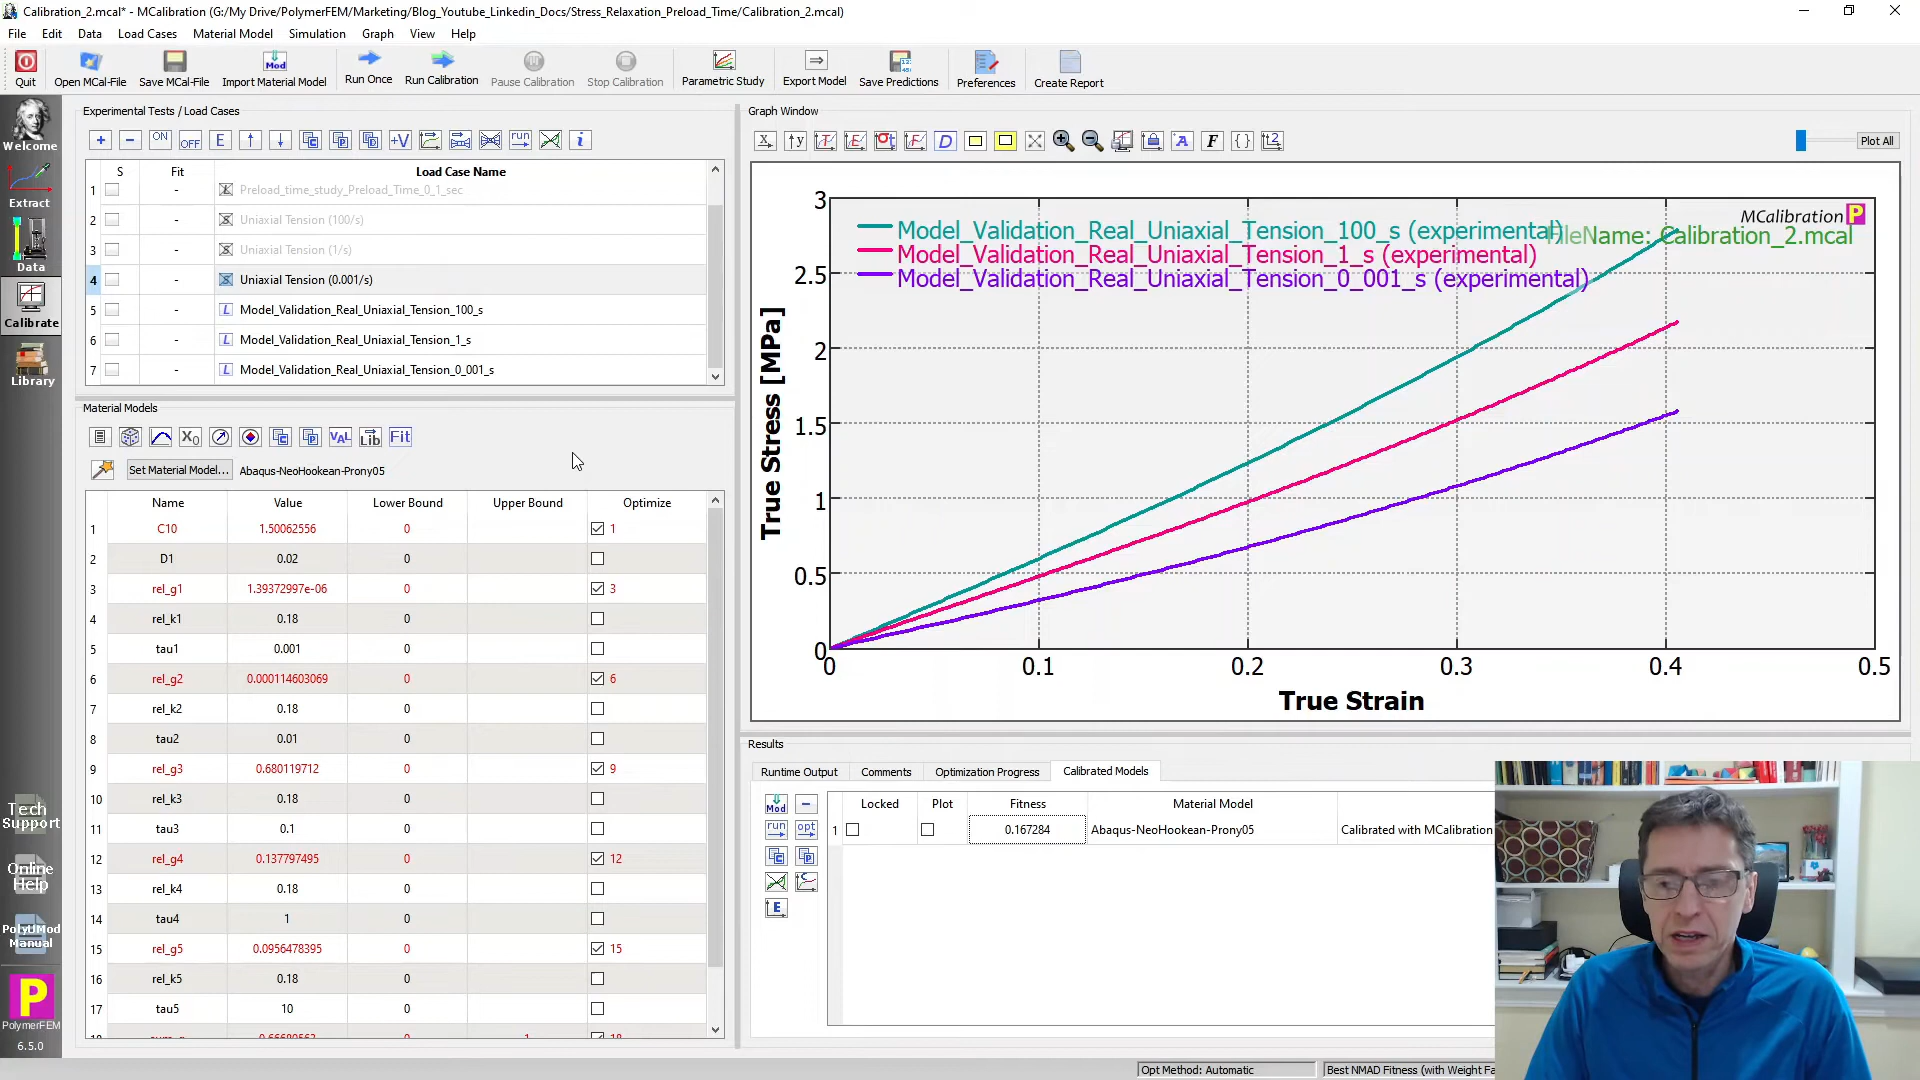 Calibration_2.mcal* - MCalibration (G:/My Drive/PolymerFEM/Marketing/Blog_Youtube_Linkedin_Docs/Stress_Relaxation_Preload_Time/Calibration_2.mcal)
File Edit Data Load Cases Material Model Simulation Graph View Help
Quit Open MCal-File Save MCal-File Import Material Model Run Once Run Calibration Pause Calibration Stop Calibration Parametric Study Export Model Save Predictions Preferences Create Report
Welcome
Extract
Data
Calibrate
Library
Tech
Support
Online
Help
PolyUMod
Manual
PolymerFEM
6.5.0
Experimental Tests / Load Cases
+ - ON OFF E +V run i
S Fit Load Case Name
1 - Preload_time_study_Preload_Time_0_1_sec
2 - S Uniaxial Tension (100/s)
3 - S Uniaxial Tension (1/s)
4 - S Uniaxial Tension (0.001/s)
5 - L Model_Validation_Real_Uniaxial_Tension_100_s
6 - L Model_Validation_Real_Uniaxial_Tension_1_s
7 - L Model_Validation_Real_Uniaxial_Tension_0_001_s
Material Models
X0 VAL Lib Fit
Set Material Model... Abaqus-NeoHookean-Prony05
Name Value Lower Bound Upper Bound Optimize
1 C10 1.50062556 0 1
2 D1 0.02 0
3 rel_g1 1.39372997e-06 0 3
4 rel_k1 0.18 0
5 tau1 0.001 0
6 rel_g2 0.000114603069 0 6
7 rel_k2 0.18 0
8 tau2 0.01 0
9 rel_g3 0.680119712 0 9
10 rel_k3 0.18 0
11 tau3 0.1 0
12 rel_g4 0.137797495 0 12
13 rel_k4 0.18 0
14 tau4 1 0
15 rel_g5 0.0956478395 0 15
16 rel_k5 0.18 0
17 tau5 10 0
Graph Window
Plot All
MCalibration P
FileName: Calibration_2.mcal
Model_Validation_Real_Uniaxial_Tension_100_s (experimental)
Model_Validation_Real_Uniaxial_Tension_1_s (experimental)
Model_Validation_Real_Uniaxial_Tension_0_001_s (experimental)
3
2.5
2
1.5
1
0.5
0
True Stress [MPa]
0 0.1 0.2 0.3 0.4 0.5
True Strain
Results
Runtime Output Comments Optimization Progress Calibrated Models
Mod - run opt E
Locked Plot Fitness Material Model
1 0.167284 Abaqus-NeoHookean-Prony05 Calibrated with MCalibration
Opt Method: Automatic Best NMAD Fitness (with Weight